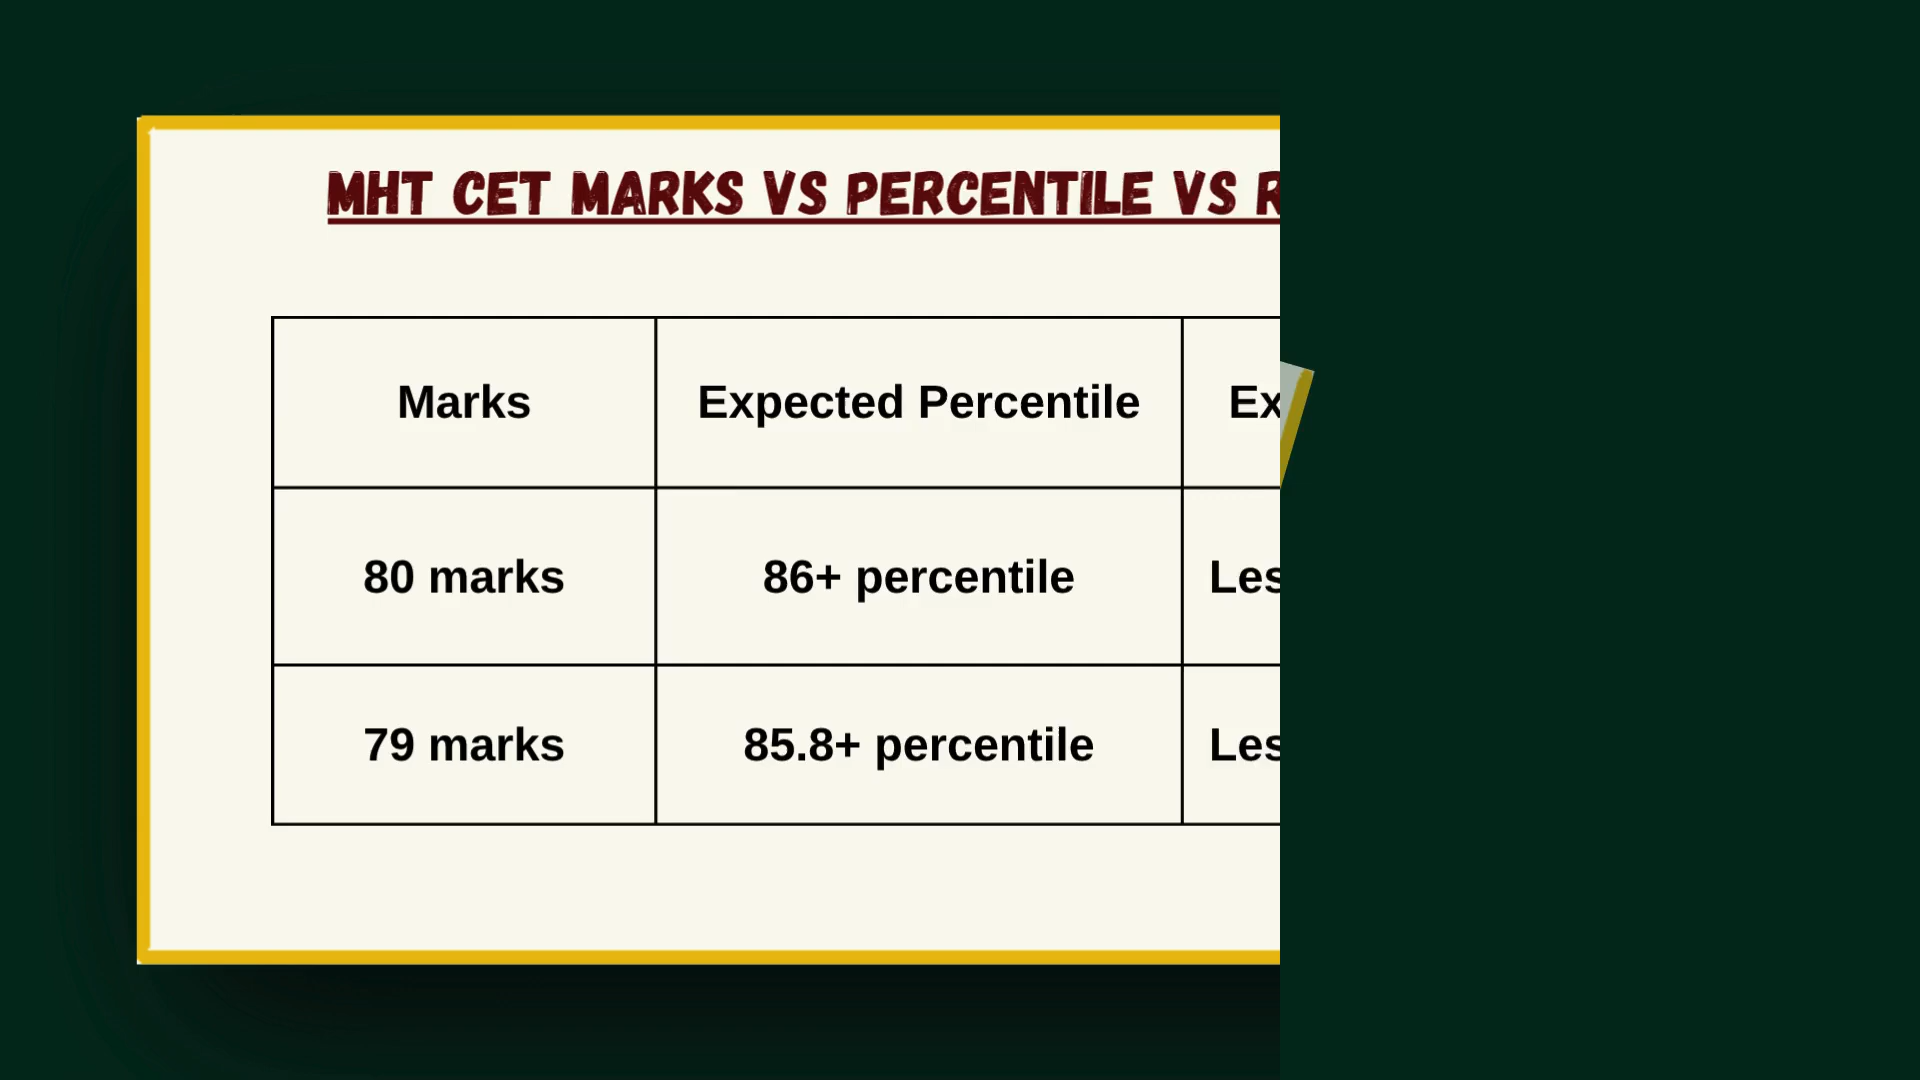 MHT CET MARKS VS PERCENTILE VS
Marks Expected Percentile
80 marks 86+ percentile
79 marks 85.8+ percentile